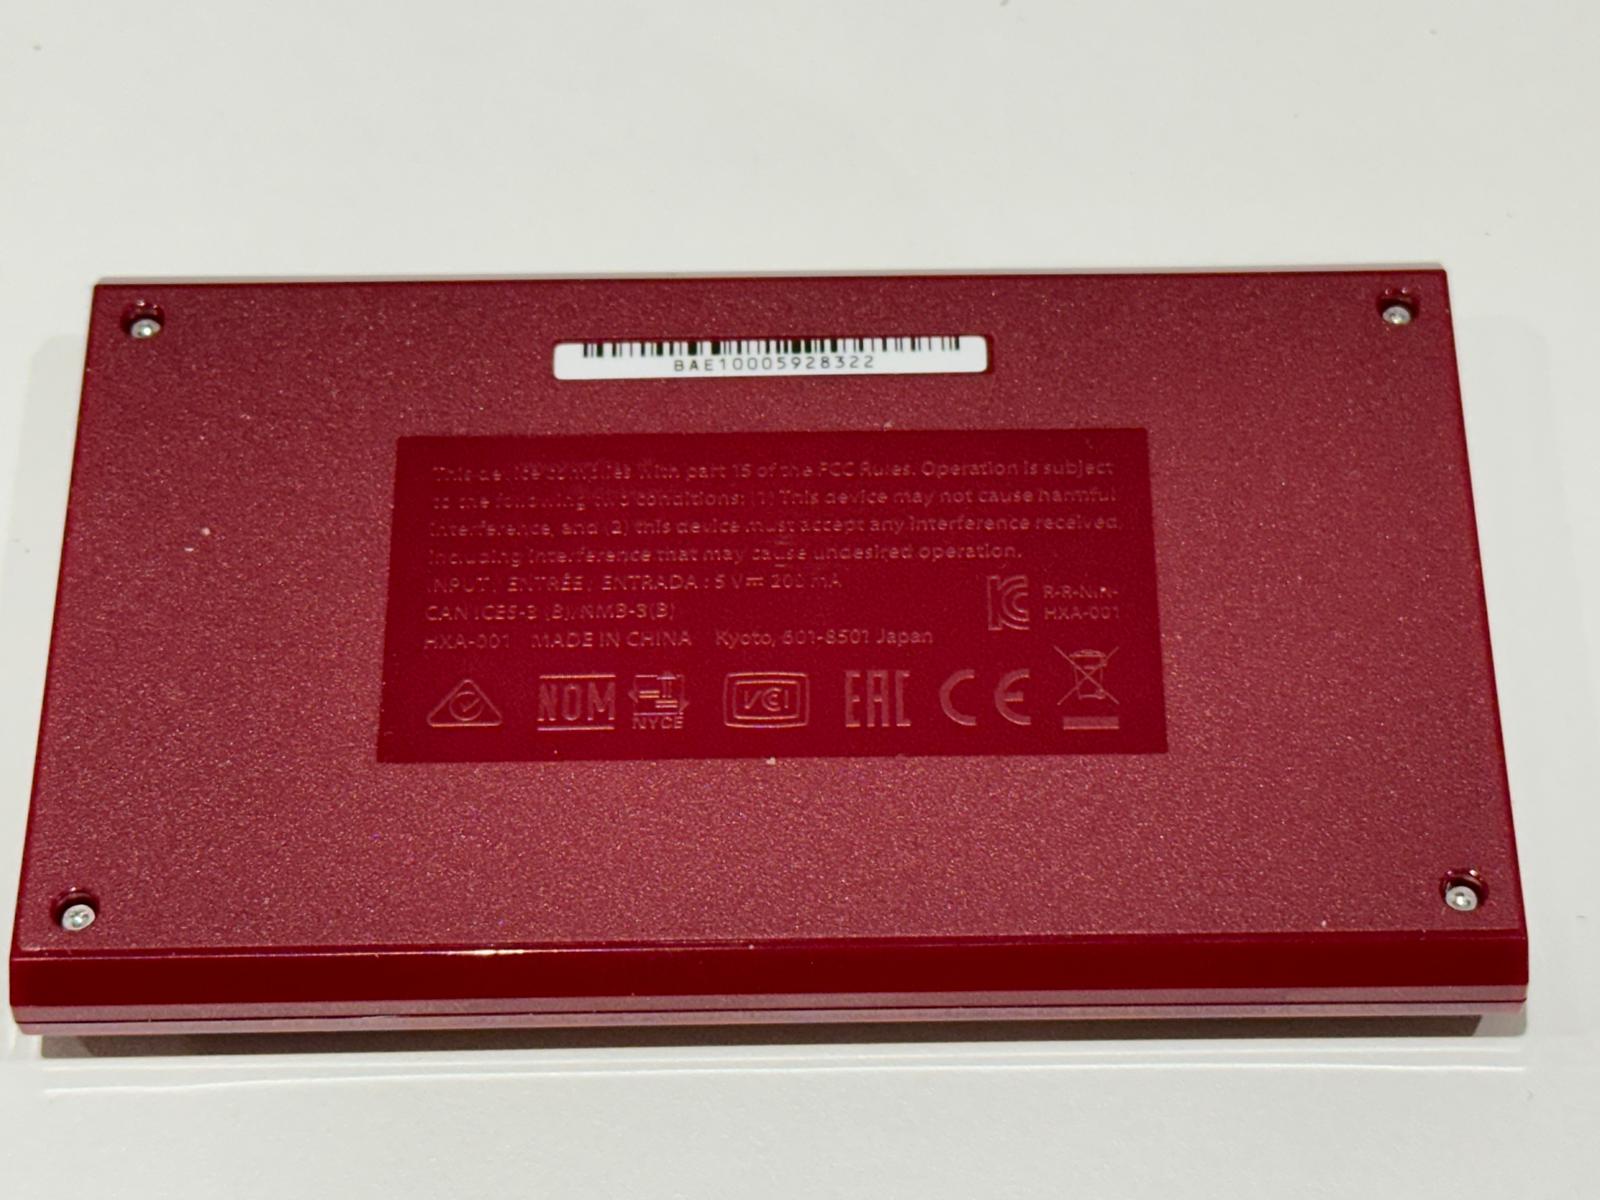 BAE10005928322
This device complies with part 15 of the FCC Rules. Operation is subject
to the following two conditions: (1) This device may not cause harmful
interference, and (2) this device must accept any interference received,
including interference that may cause undesired operation.
INPUT / ENTRÉE / ENTRADA : 5 V⎓ 200 mA
CAN ICES-3 (B)/NMB-3(B)
R-R-NIN-
HXA-001
HXA-001 MADE IN CHINA Kyoto, 601-8501 Japan
NOM NYCE VCI EAC CE